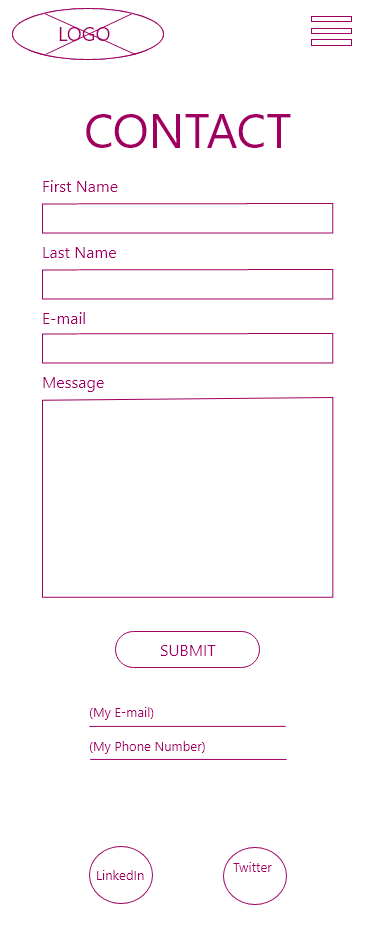 LOGO
CONTACT
First Name
Last Name
E-mail
Message
SUBMIT
(My E-mail)
(My Phone Number)
LinkedIn
Twitter